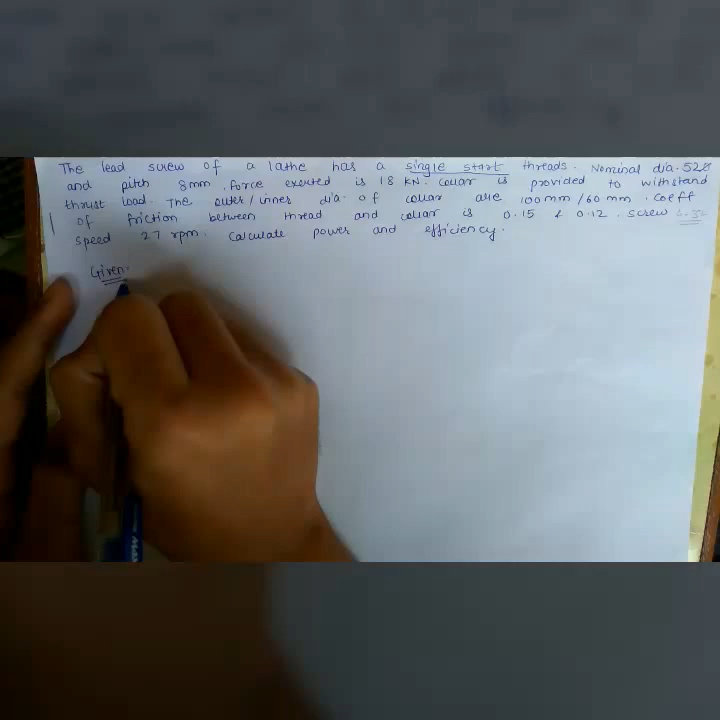 The lead screw of a lathe has a single start threads. Nominal dia. 52
and pitch 8mm. Force exerted is 18 KN. collar is provided to withstand
thrust load. The outer/inner dia. of collar are 100mm/60 mm. coeff
of friction between thread and collar is 0.15 & 0.12. screw
speed 27 rpm. Calculate power and efficiency.
Given.